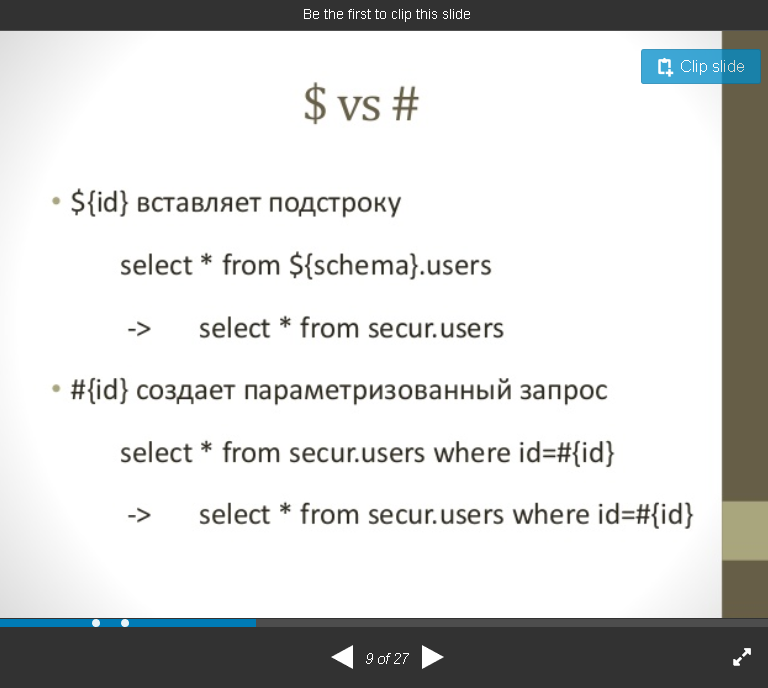 Be the first to clip this slide
Clip slide
$ vs #
• ${id} вставляет подстроку
select * from ${schema}.users
-> select * from secur.users
• #{id} создает параметризованный запрос
select * from secur.users where id=#{id}
-> select * from secur.users where id=#{id}
9 of 27